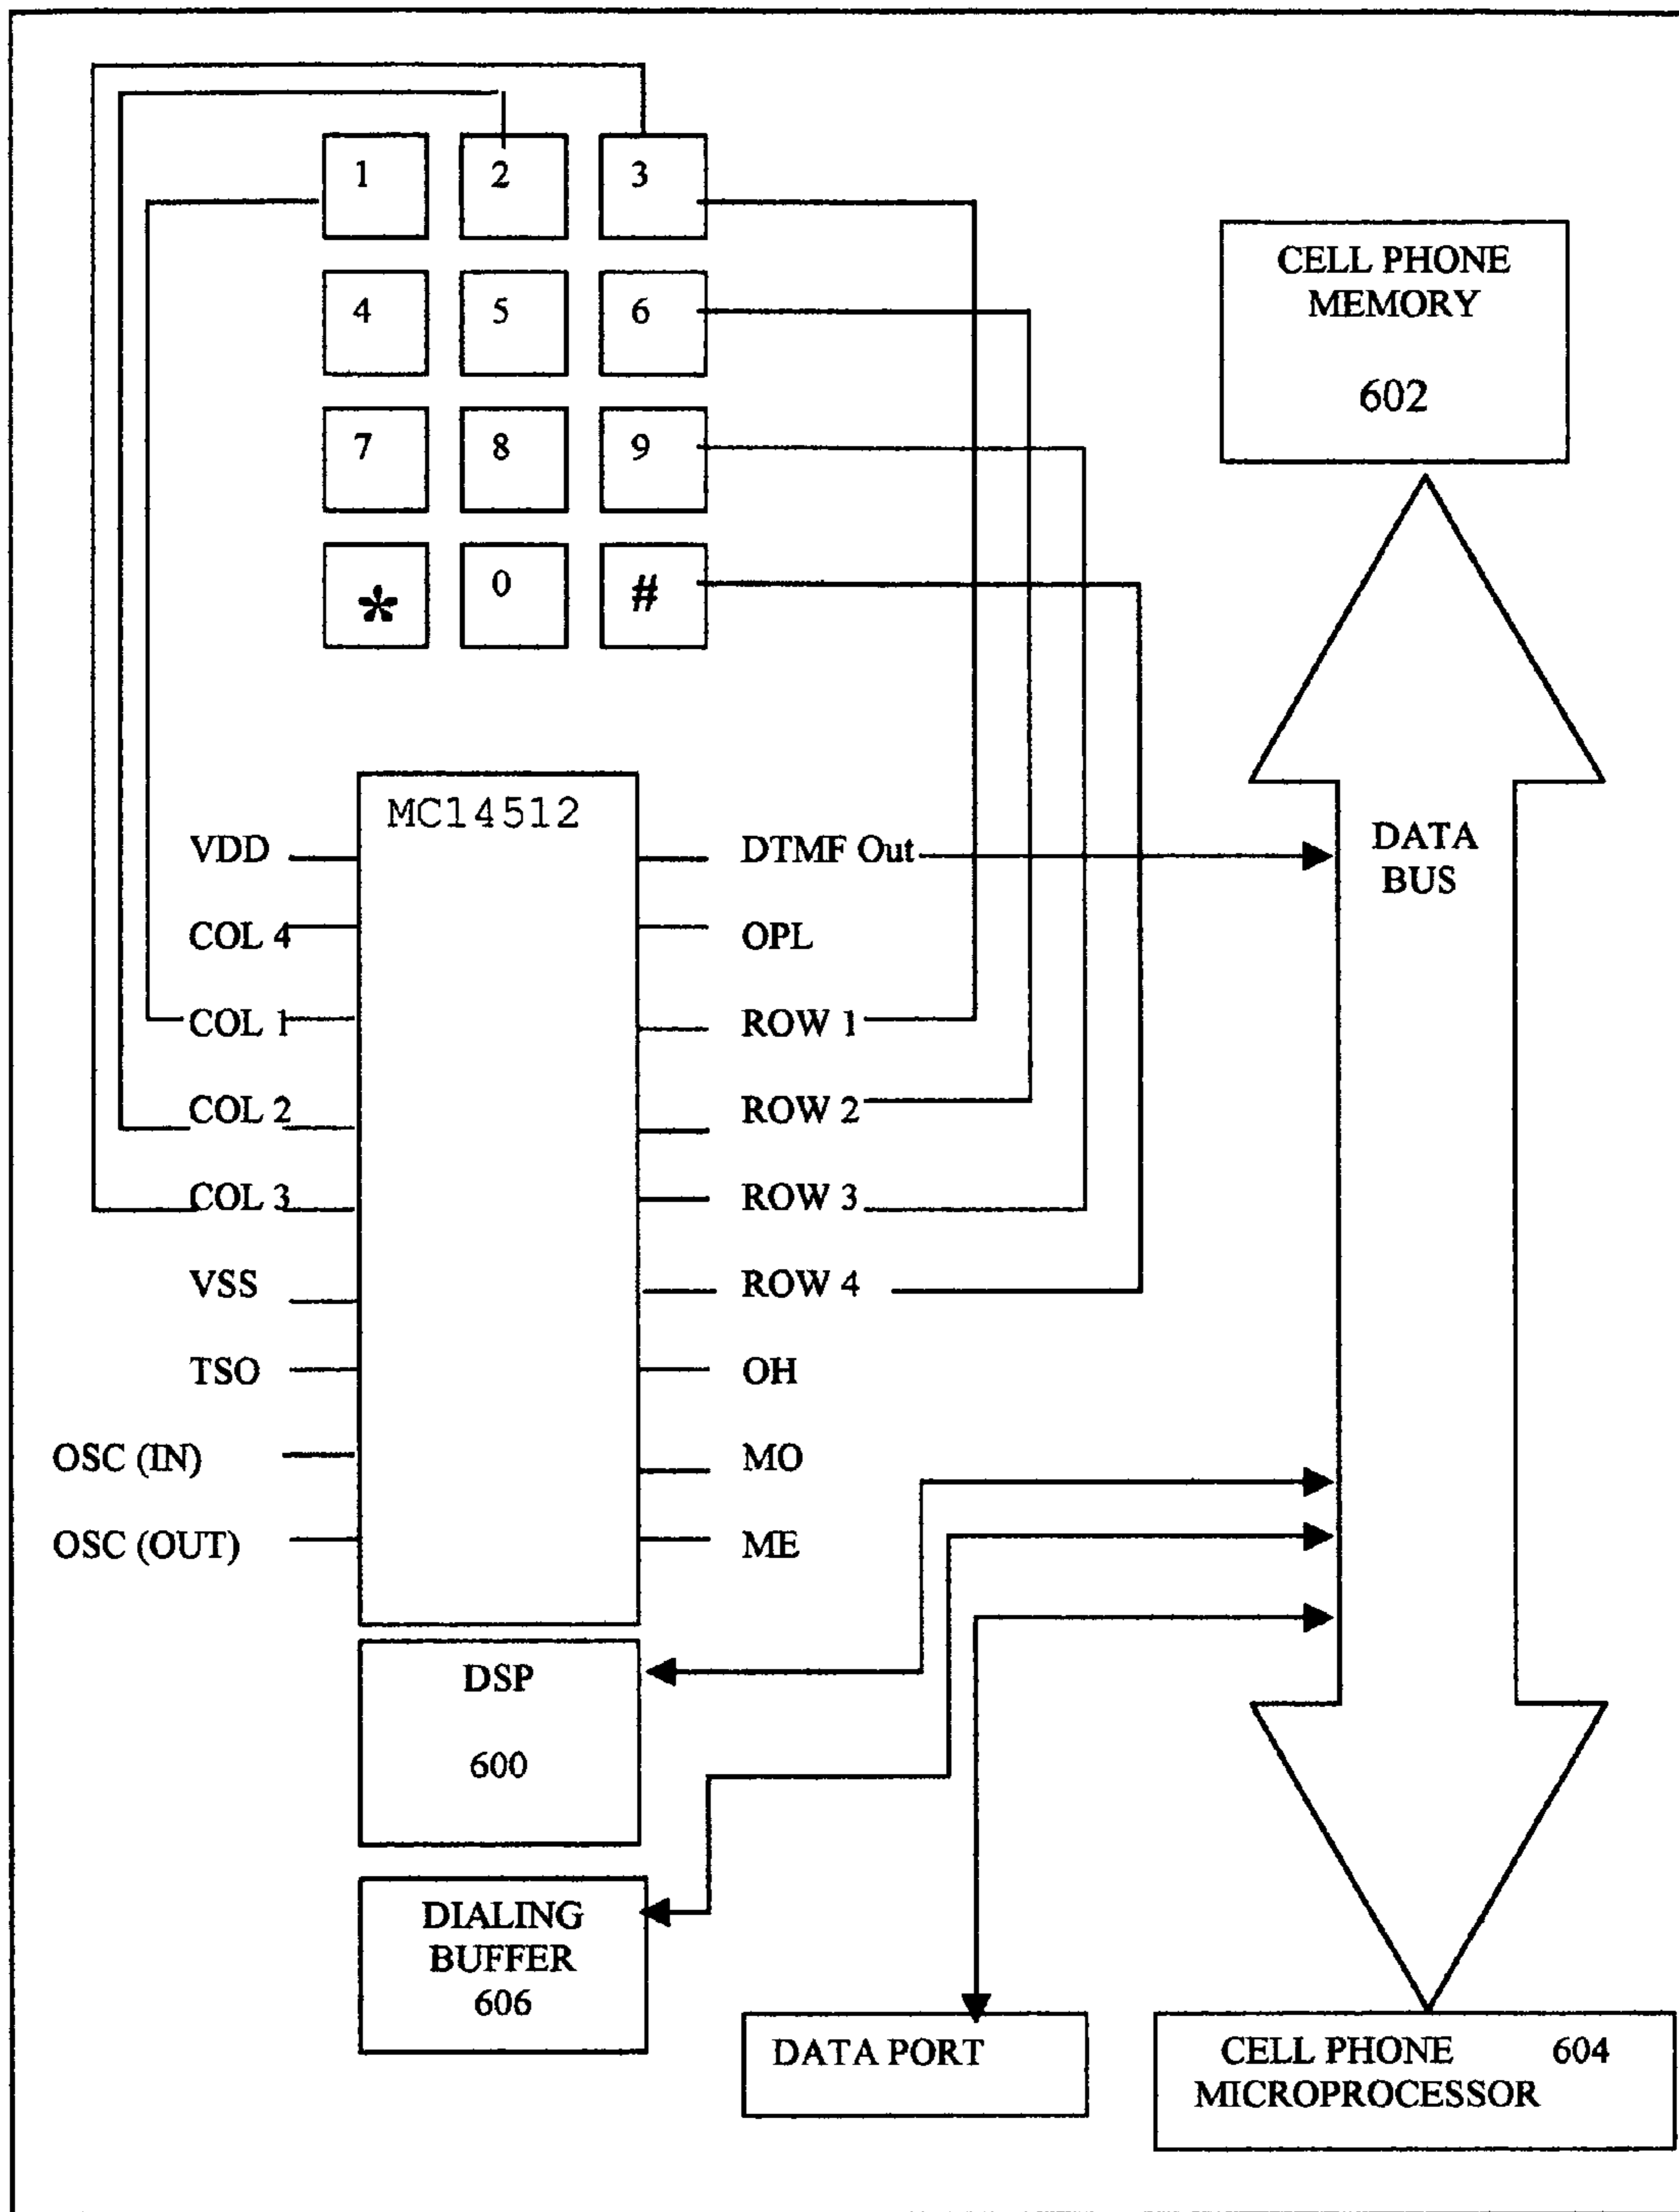 1 2 3
4 5 6
7 8 9
* 0 #
CELL PHONE
MEMORY
602
MC14512
VDD
COL 4
COL 1
COL 2
COL 3
VSS
TSO
OSC (IN)
OSC (OUT)
DTMF Out
OPL
ROW 1
ROW 2
ROW 3
ROW 4
OH
MO
ME
DATA
BUS
DSP
600
DIALING
BUFFER
606
DATA PORT
CELL PHONE 604
MICROPROCESSOR